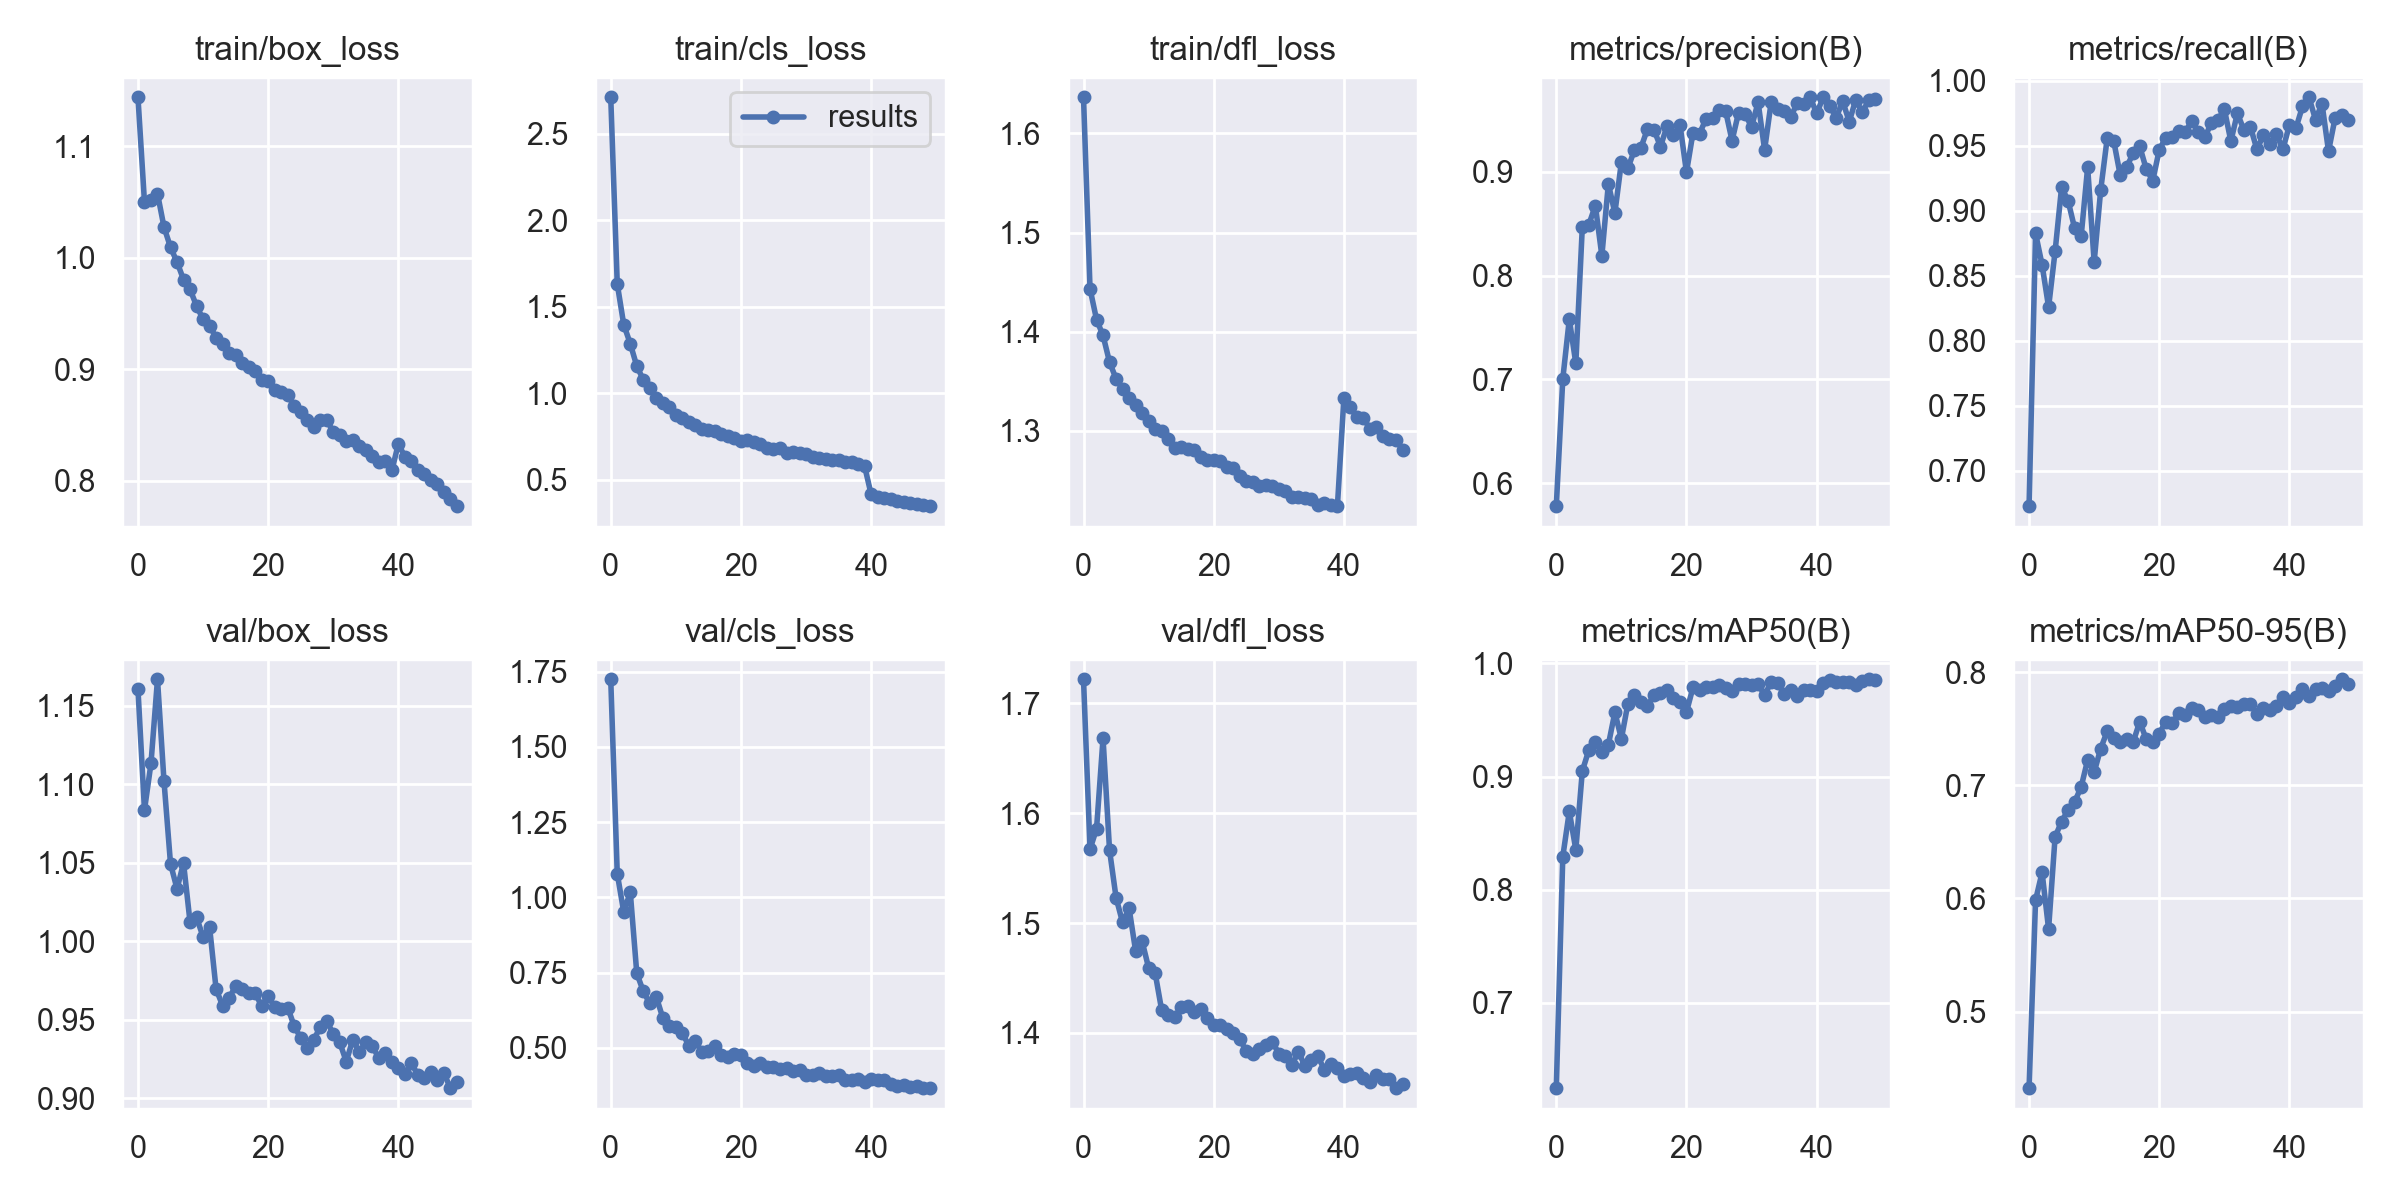 train/box_loss
1.1
1.0
0.9
0.8
0 20 40
train/cls_loss
results
2.5
2.0
1.5
1.0
0.5
0 20 40
train/dfl_loss
1.6
1.5
1.4
1.3
0 20 40
metrics/precision(B)
0.9
0.8
0.7
0.6
0 20 40
metrics/recall(B)
1.00
0.95
0.90
0.85
0.80
0.75
0.70
0 20 40
val/box_loss
1.15
1.10
1.05
1.00
0.95
0.90
0 20 40
val/cls_loss
1.75
1.50
1.25
1.00
0.75
0.50
0 20 40
val/dfl_loss
1.7
1.6
1.5
1.4
0 20 40
metrics/mAP50(B)
1.0
0.9
0.8
0.7
0 20 40
metrics/mAP50-95(B)
0.8
0.7
0.6
0.5
0 20 40